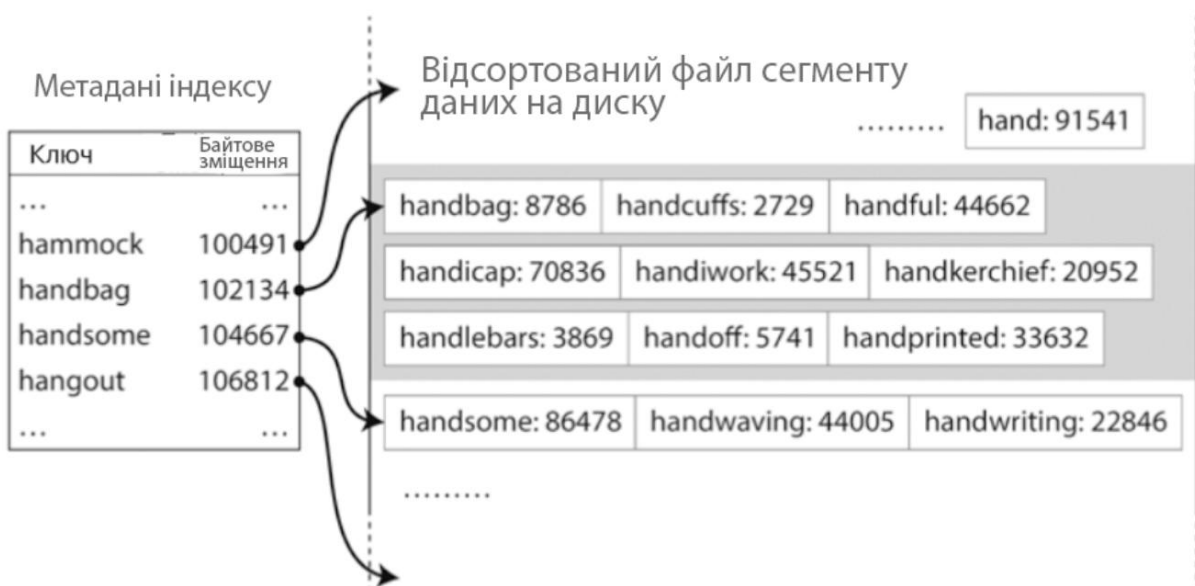 Метадані індексу
Ключ Байтове зміщення
... ...
hammock 100491
handbag 102134
handsome 104667
hangout 106812
... ...
Відсортований файл сегменту
даних на диску
......... hand: 91541
handbag: 8786 handcuffs: 2729 handful: 44662
handicap: 70836 handiwork: 45521 handkerchief: 20952
handlebars: 3869 handoff: 5741 handprinted: 33632
handsome: 86478 handwaving: 44005 handwriting: 22846
.........